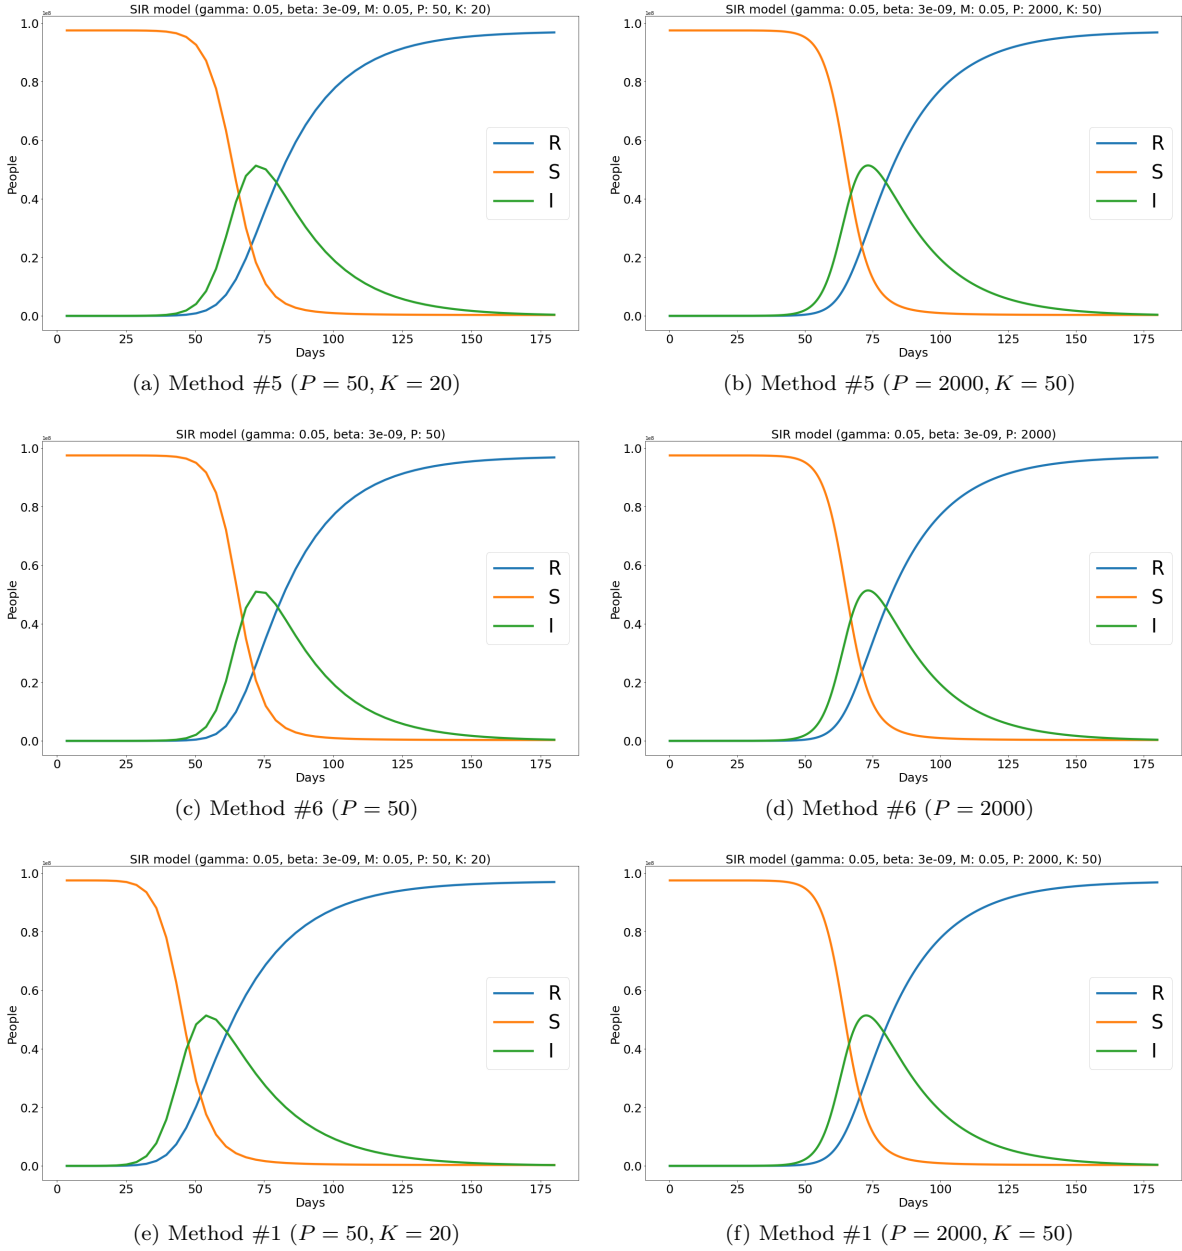 SIR model (gamma: 0.05, beta: 3e-09, M: 0.05, P: 50, K: 20)
1e8
1.0
0.8
0.6
0.4
0.2
0.0
People
R
S
I
0 25 50 75 100 125 150 175
Days
(a) Method #5 (P = 50, K = 20)
SIR model (gamma: 0.05, beta: 3e-09, M: 0.05, P: 2000, K: 50)
1e8
1.0
0.8
0.6
0.4
0.2
0.0
People
R
S
I
0 25 50 75 100 125 150 175
Days
(b) Method #5 (P = 2000, K = 50)
SIR model (gamma: 0.05, beta: 3e-09, P: 50)
1e8
1.0
0.8
0.6
0.4
0.2
0.0
People
R
S
I
0 25 50 75 100 125 150 175
Days
(c) Method #6 (P = 50)
SIR model (gamma: 0.05, beta: 3e-09, P: 2000)
1e8
1.0
0.8
0.6
0.4
0.2
0.0
People
R
S
I
0 25 50 75 100 125 150 175
Days
(d) Method #6 (P = 2000)
SIR model (gamma: 0.05, beta: 3e-09, M: 0.05, P: 50, K: 20)
1e8
1.0
0.8
0.6
0.4
0.2
0.0
People
R
S
I
0 25 50 75 100 125 150 175
Days
(e) Method #1 (P = 50, K = 20)
SIR model (gamma: 0.05, beta: 3e-09, M: 0.05, P: 2000, K: 50)
1e8
1.0
0.8
0.6
0.4
0.2
0.0
People
R
S
I
0 25 50 75 100 125 150 175
Days
(f) Method #1 (P = 2000, K = 50)